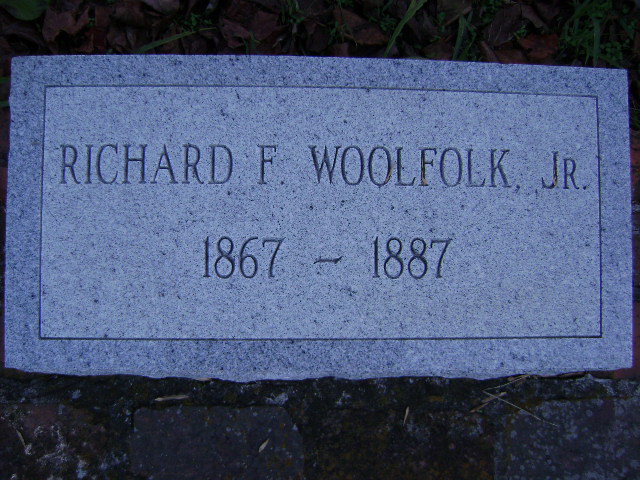 RICHARD F. WOOLFOLK, JR.
1867 - 1887